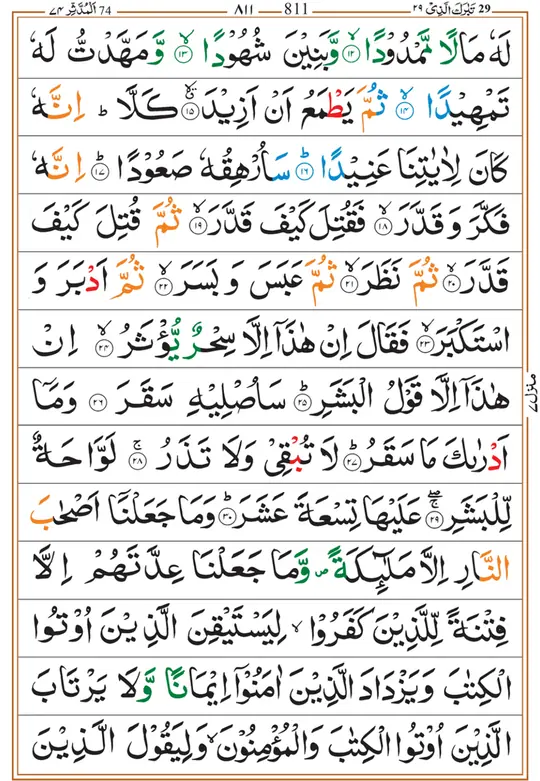 29 تَبٰرَكَ الَّذِیْ ٢٩ ٨١١ 811 74 اَلْمُدَّثِّرُ ٧٤
لَهٗ مَالًا مَّمْدُوْدًا ۙ﴿۱۲﴾ وَّ بَنِیْنَ شُهُوْدًا ۙ﴿۱۳﴾ وَّ مَهَّدْتُّ لَهٗ
تَمْهِیْدًا ۙ﴿۱۴﴾ ثُمَّ یَطْمَعُ اَنْ اَزِیْدَ ۙ﴿۱۵﴾ كَلَّا ؕ اِنَّهٗ
كَانَ لِاٰیٰتِنَا عَنِیْدًا ؕ﴿۱۶﴾ سَاُرْهِقُهٗ صَعُوْدًا ؕ﴿۱۷﴾ اِنَّهٗ
فَكَّرَ وَ قَدَّرَ ۙ﴿۱۸﴾ فَقُتِلَ كَیْفَ قَدَّرَ ۙ﴿۱۹﴾ ثُمَّ قُتِلَ كَیْفَ
قَدَّرَ ۙ﴿۲۰﴾ ثُمَّ نَظَرَ ۙ﴿۲۱﴾ ثُمَّ عَبَسَ وَ بَسَرَ ۙ﴿۲۲﴾ ثُمَّ اَدْبَرَ وَ
اسْتَكْبَرَ ۙ﴿۲۳﴾ فَقَالَ اِنْ هٰذَاۤ اِلَّا سِحْرٌ یُّؤْثَرُ ۙ﴿۲۴﴾ اِنْ
هٰذَاۤ اِلَّا قَوْلُ الْبَشَرِ ؕ﴿۲۵﴾ سَاُصْلِیْهِ سَقَرَ ﴿۲۶﴾ وَ مَاۤ
اَدْرٰىكَ مَا سَقَرُ ؕ﴿۲۷﴾ لَا تُبْقِیْ وَ لَا تَذَرُ ۚ﴿۲۸﴾ لَوَّاحَةٌ
لِّلْبَشَرِ ۚۖ﴿۲۹﴾ عَلَیْهَا تِسْعَةَ عَشَرَ ؕ﴿۳۰﴾ وَ مَا جَعَلْنَاۤ اَصْحٰبَ
النَّارِ اِلَّا مَلٰٓئِكَةً ۪ وَّ مَا جَعَلْنَا عِدَّتَهُمْ اِلَّا
فِتْنَةً لِّلَّذِیْنَ كَفَرُوْا ۙ لِیَسْتَیْقِنَ الَّذِیْنَ اُوْتُوا
الْكِتٰبَ وَ یَزْدَادَ الَّذِیْنَ اٰمَنُوْۤا اِیْمَانًا وَّ لَا یَرْتَابَ
الَّذِیْنَ اُوْتُوا الْكِتٰبَ وَ الْمُؤْمِنُوْنَ ۙ وَ لِیَقُوْلَ الَّذِیْنَ
منزل ٧